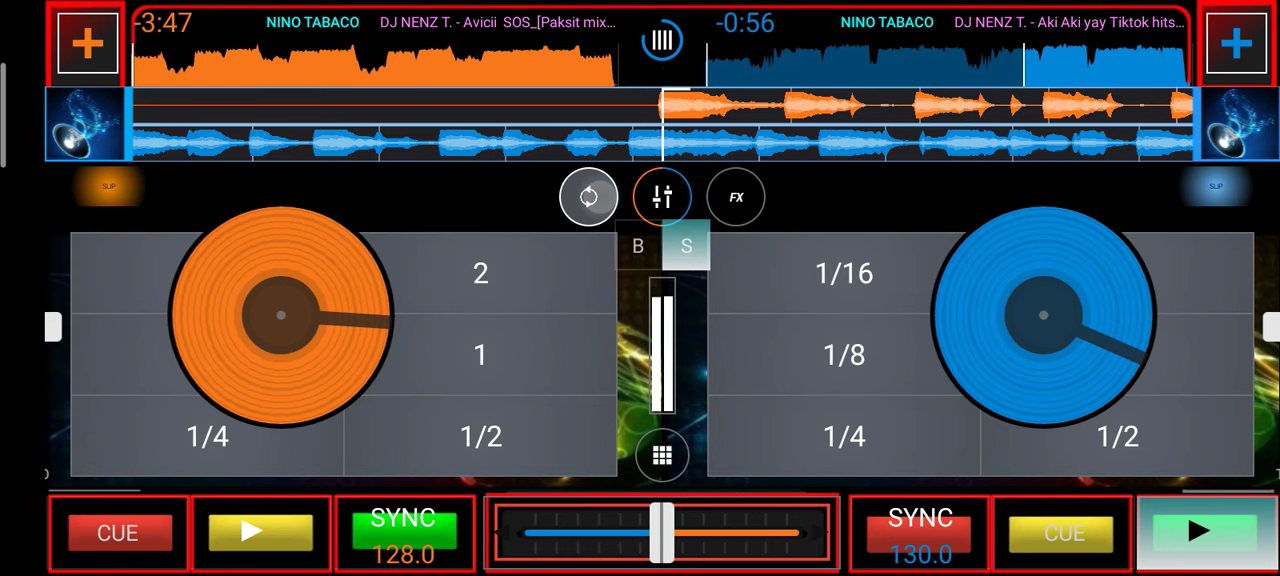 -3:47
NINO TABACO
DJ NENZ T. - Avicii SOS_[Paksit mix...
-0:56
NINO TABACO
DJ NENZ T. - Aki Aki yay Tiktok hits...
SLIP
SLIP
FX
B
S
2
1
1/4
1/2
1/16
1/8
1/4
1/2
CUE
SYNC
128.0
SYNC
130.0
CUE